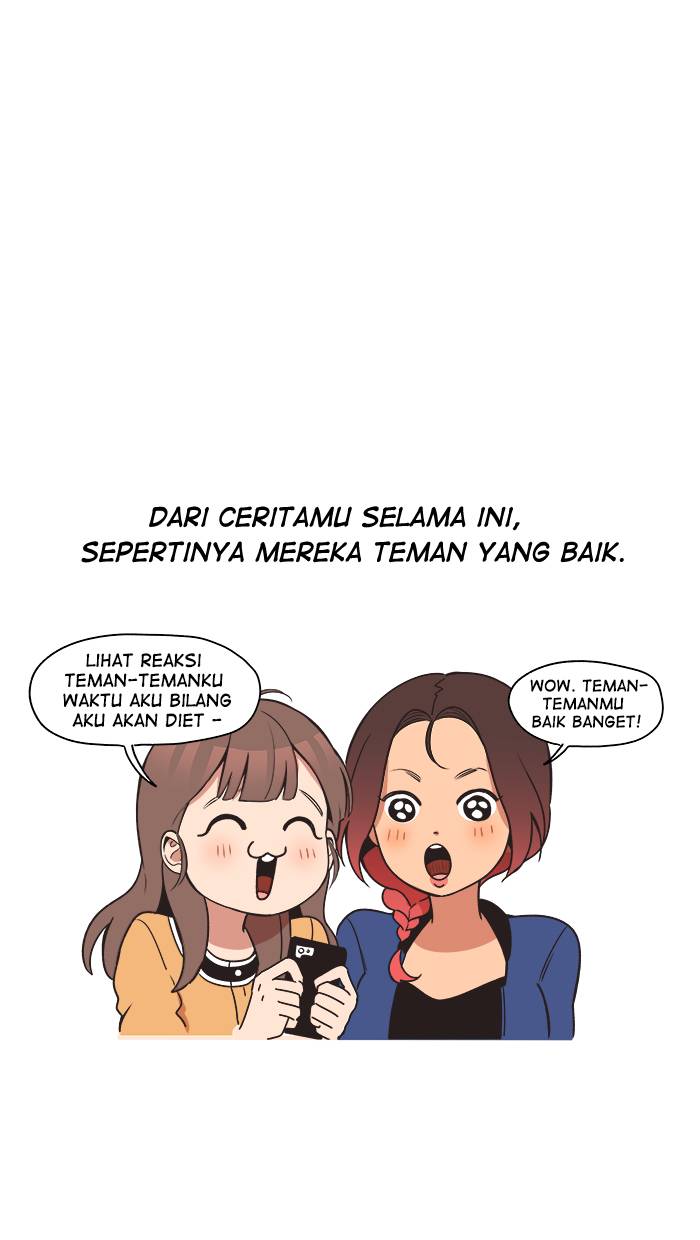 DARI CERITAMU SELAMA INI,
SEPERTINYA MEREKA TEMAN YANG BAIK.
LIHAT REAKSI
TEMAN-TEMANKU
WAKTU AKU BILANG
AKU AKAN DIET -
WOW. TEMAN-
TEMANMU
BAIK BANGET!